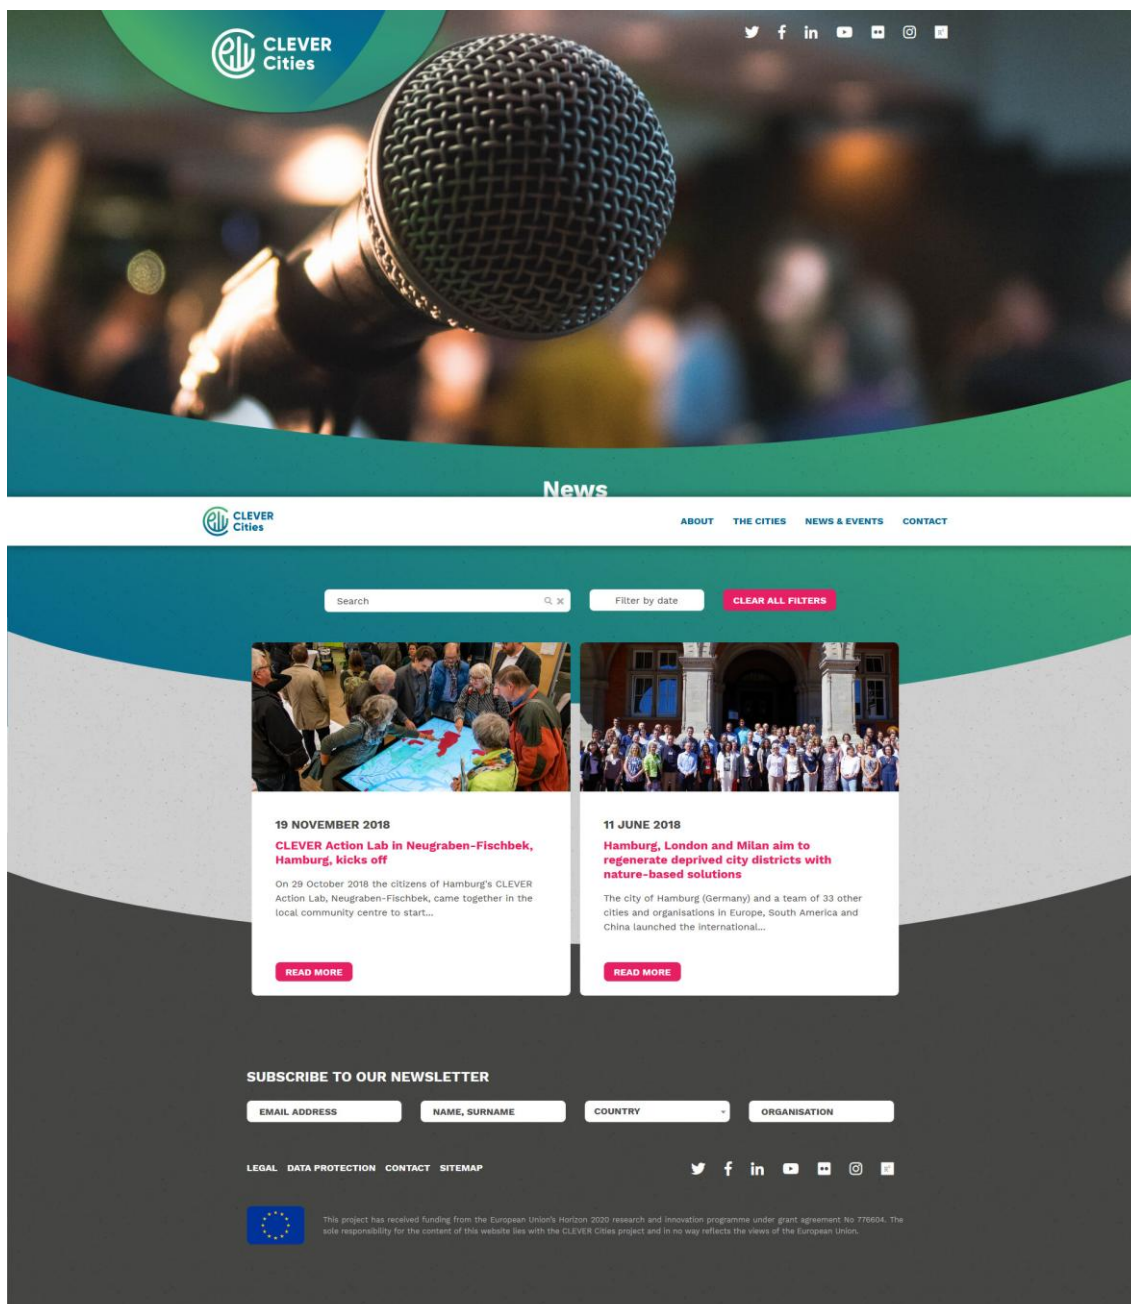 CLEVER
Cities
News
CLEVER
Cities
ABOUT THE CITIES NEWS & EVENTS CONTACT
Search Filter by date CLEAR ALL FILTERS
19 NOVEMBER 2018
CLEVER Action Lab in Neugraben-Fischbek,
Hamburg, kicks off
On 29 October 2018 the citizens of Hamburg's CLEVER
Action Lab, Neugraben-Fischbek, came together in the
local community centre to start...
READ MORE
11 JUNE 2018
Hamburg, London and Milan aim to
regenerate deprived city districts with
nature-based solutions
The city of Hamburg (Germany) and a team of 33 other
cities and organisations in Europe, South America and
China launched the international...
READ MORE
SUBSCRIBE TO OUR NEWSLETTER
EMAIL ADDRESS NAME, SURNAME COUNTRY ORGANISATION
LEGAL DATA PROTECTION CONTACT SITEMAP
This project has received funding from the European Union's Horizon 2020 research and innovation programme under grant agreement No 776604. The
sole responsibility for the content of this website lies with the CLEVER Cities project and in no way reflects the views of the European Union.